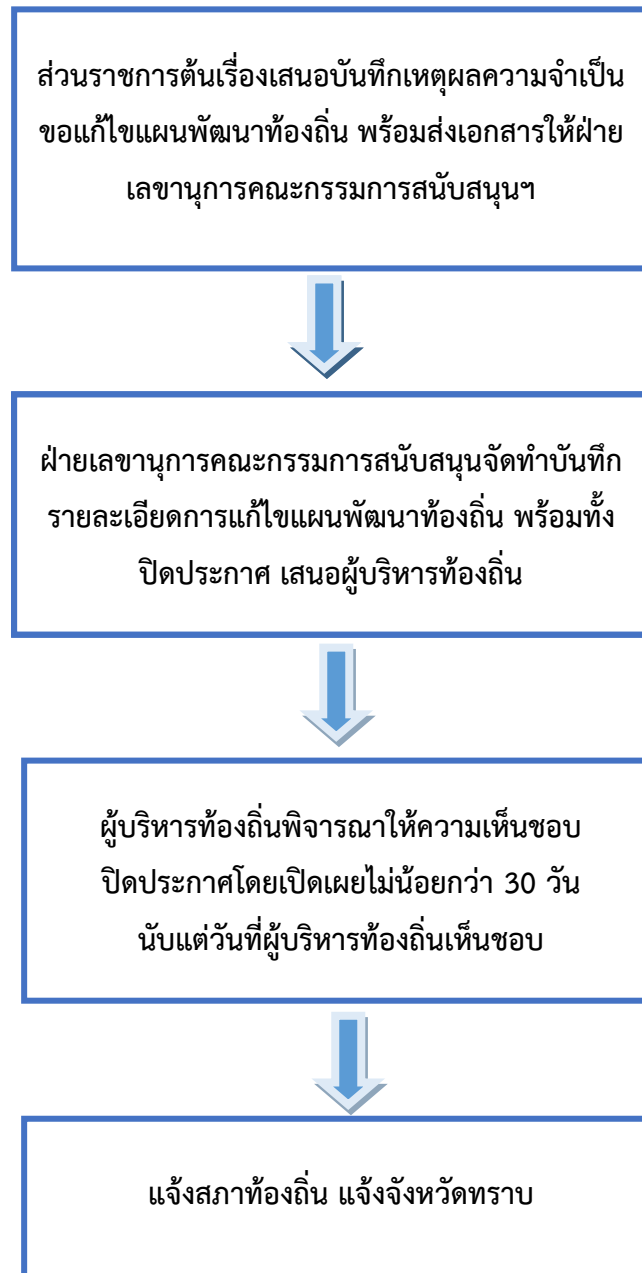 ส่วนราชการต้นเรื่องเสนอบันทึกเหตุผลความจำเป็น
ขอแก้ไขแผนพัฒนาท้องถิ่น พร้อมส่งเอกสารให้ฝ่าย
เลขานุการคณะกรรมการสนับสนุนฯ
ฝ่ายเลขานุการคณะกรรมการสนับสนุนจัดทำบันทึก
รายละเอียดการแก้ไขแผนพัฒนาท้องถิ่น พร้อมทั้ง
ปิดประกาศ เสนอผู้บริหารท้องถิ่น
ผู้บริหารท้องถิ่นพิจารณาให้ความเห็นชอบ
ปิดประกาศโดยเปิดเผยไม่น้อยกว่า 30 วัน
นับแต่วันที่ผู้บริหารท้องถิ่นเห็นชอบ
แจ้งสภาท้องถิ่น แจ้งจังหวัดทราบ